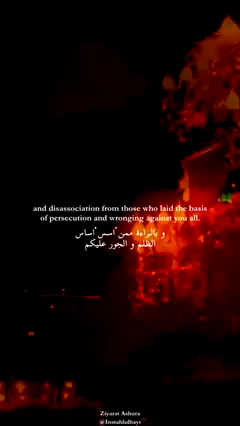 and disassociation from those who laid the basis
of persecution and wronging against you all.
و بالبراءة ممن أسس أساس
الظلم و الجور عليكم
Ziyarat Ashura
@Instahlulbayt